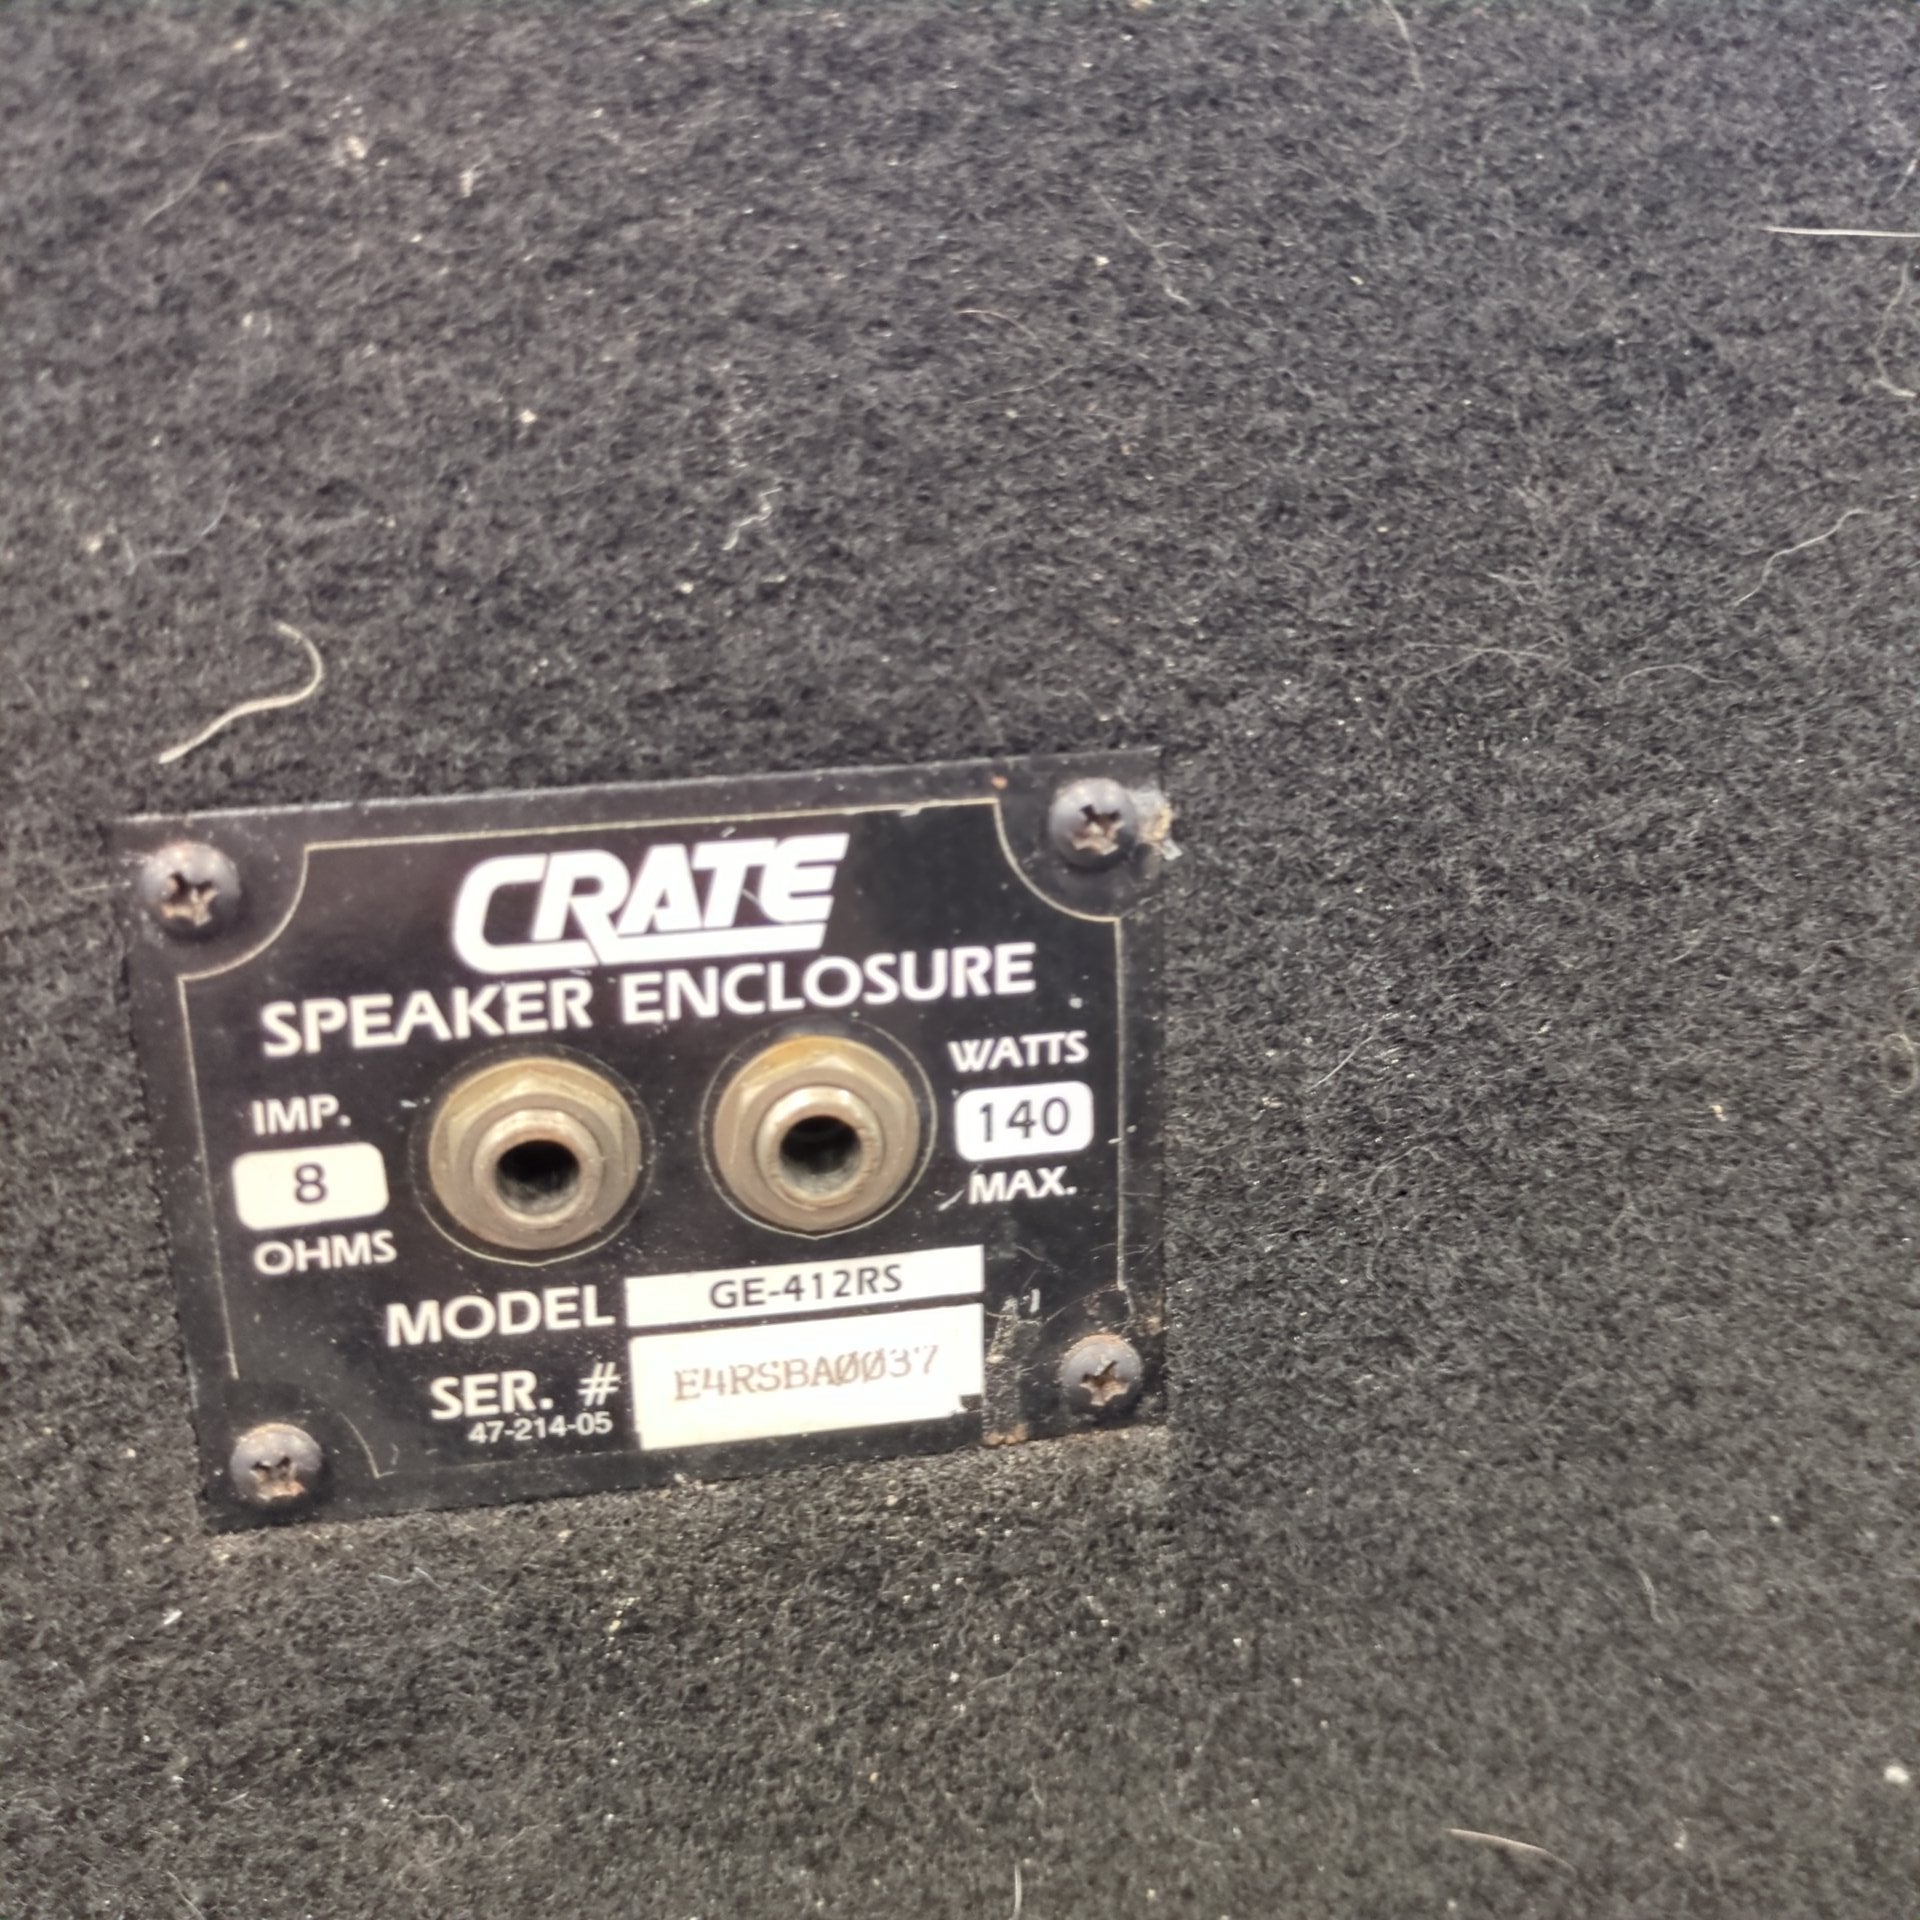 CRATE
SPEAKER ENCLOSURE
IMP.
8
OHMS
WATTS
140
MAX.
MODEL GE-412RS
SER. # E4RSBA0037
47-214-05